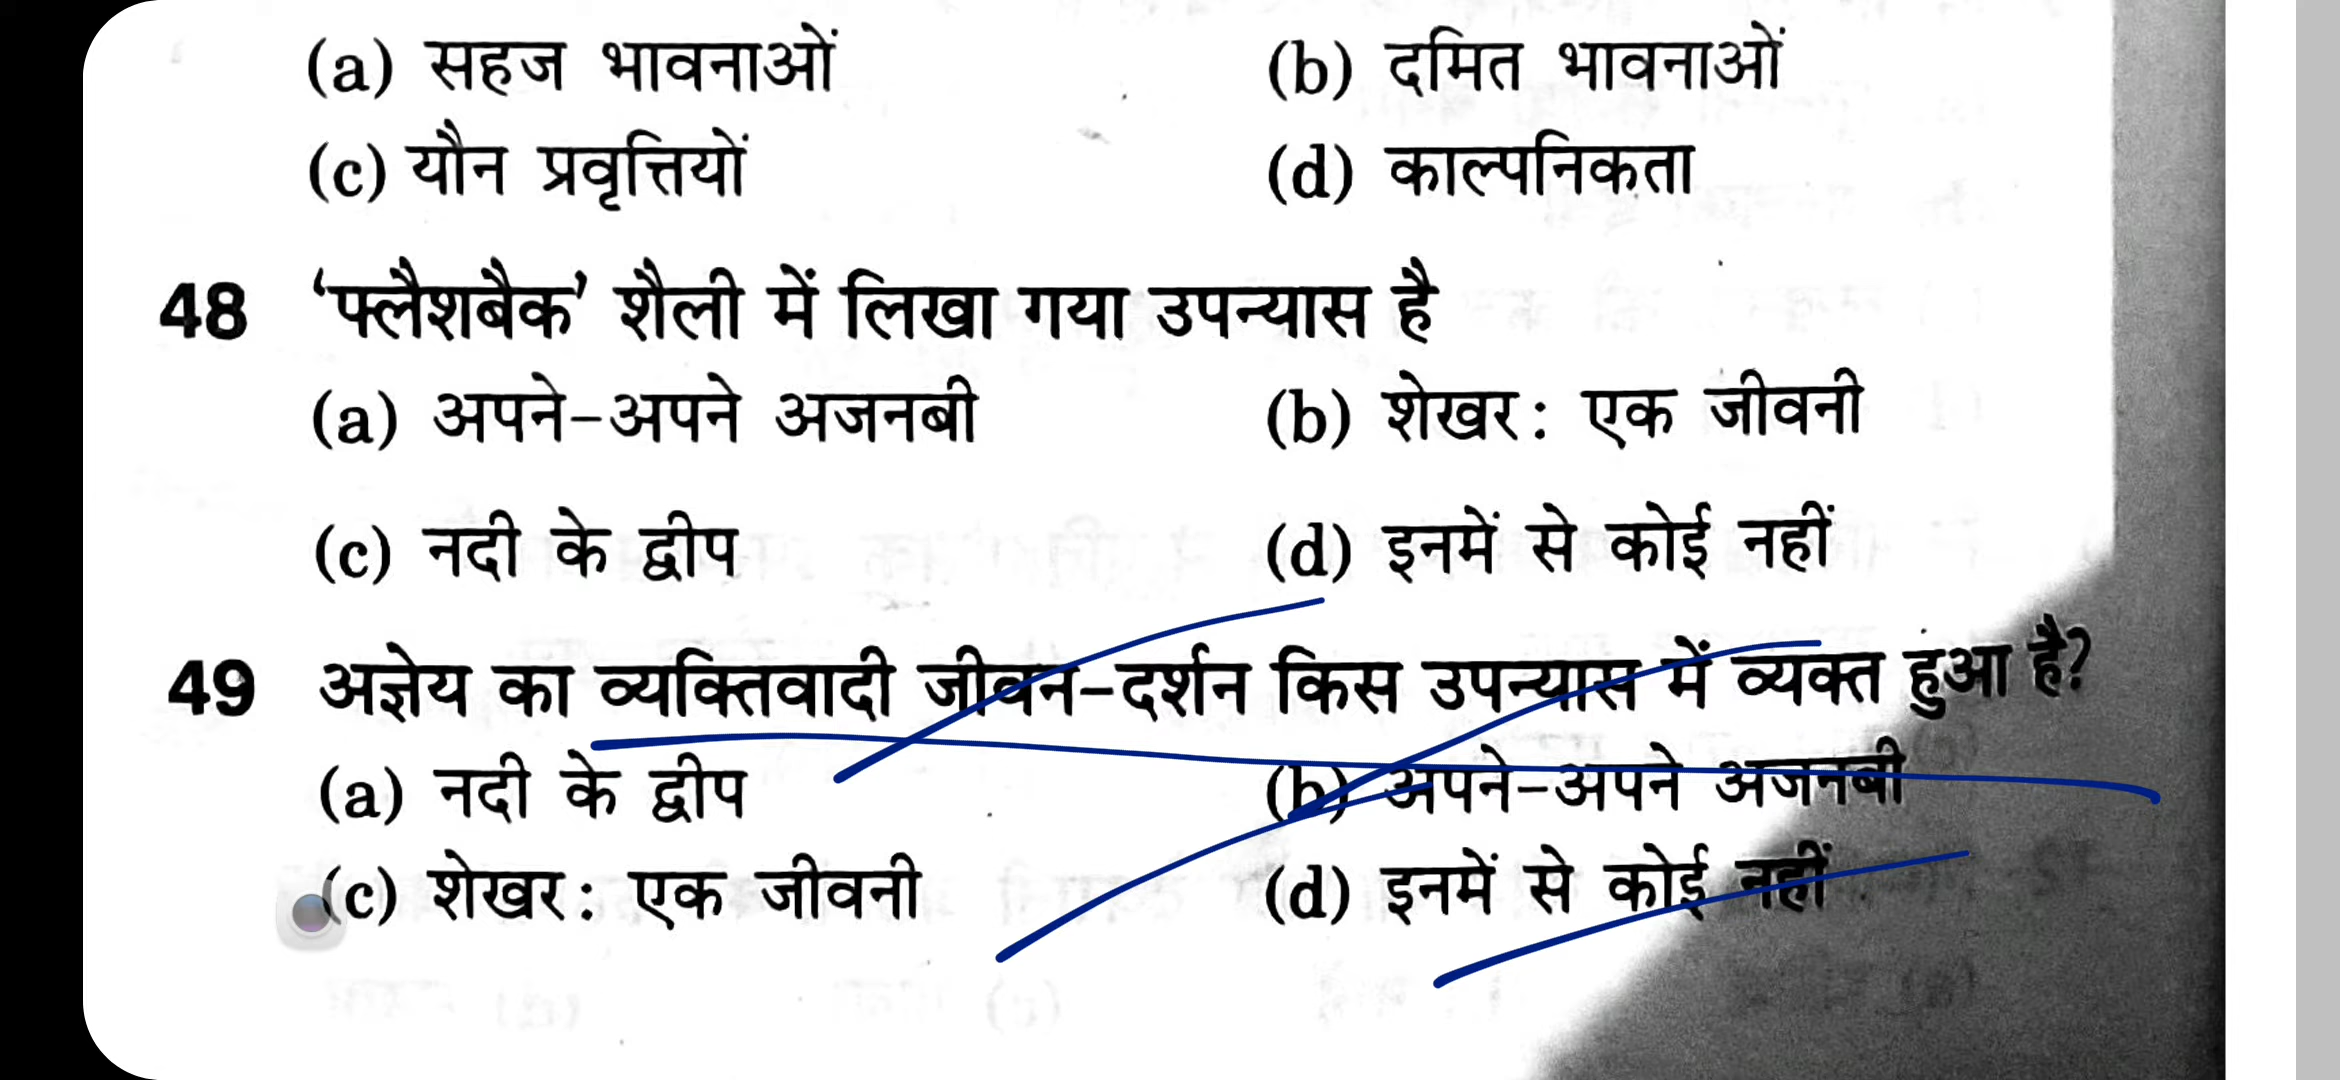 (a) सहज भावनाओं (b) दमित भावनाओं
(c) यौन प्रवृत्तियों (d) काल्पनिकता
48 ‘फ्लैशबैक’ शैली में लिखा गया उपन्यास है
(a) अपने-अपने अजनबी (b) शेखर: एक जीवनी
(c) नदी के द्वीप (d) इनमें से कोई नहीं
49 अज्ञेय का व्यक्तिवादी जीवन-दर्शन किस उपन्यास में व्यक्त हुआ है?
(a) नदी के द्वीप (b) अपने-अपने अजनबी
(c) शेखर: एक जीवनी (d) इनमें से कोई नहीं